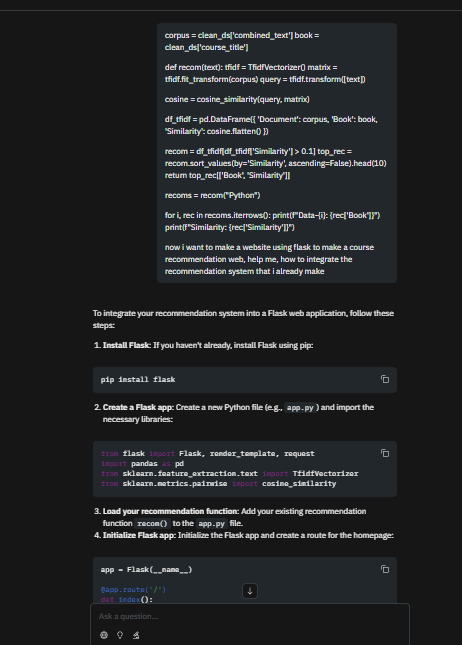 corpus = clean_ds['combined_text'] book =
clean_ds['course_title']
def recom(text): tfidf = TfidfVectorizer() matrix =
tfidf.fit_transform(corpus) query = tfidf.transform([text])
cosine = cosine_similarity(query, matrix)
df_tfidf = pd.DataFrame({ 'Document': corpus, 'Book': book,
'Similarity': cosine.flatten() })
recom = df_tfidf[df_tfidf['Similarity'] > 0.1] top_rec =
recom.sort_values(by='Similarity', ascending=False).head(10)
return top_rec[['Book', 'Similarity']]
recoms = recom("Python")
for i, rec in recoms.iterrows(): print(f"Data-{i}: {rec['Book']}")
print(f"Similarity: {rec['Similarity']}")
now i want to make a website using flask to make a course
recommendation web, help me, how to integrate the
recommendation system that i already make
To integrate your recommendation system into a Flask web application, follow these
steps:
1. Install Flask: If you haven't already, install Flask using pip:
pip install flask
2. Create a Flask app: Create a new Python file (e.g., app.py ) and import the
necessary libraries:
from flask import Flask, render_template, request
import pandas as pd
from sklearn.feature_extraction.text import TfidfVectorizer
from sklearn.metrics.pairwise import cosine_similarity
3. Load your recommendation function: Add your existing recommendation
function recom() to the app.py file.
4. Initialize Flask app: Initialize the Flask app and create a route for the homepage:
app = Flask(__name__)
@app.route('/')
def index():
Ask a question...